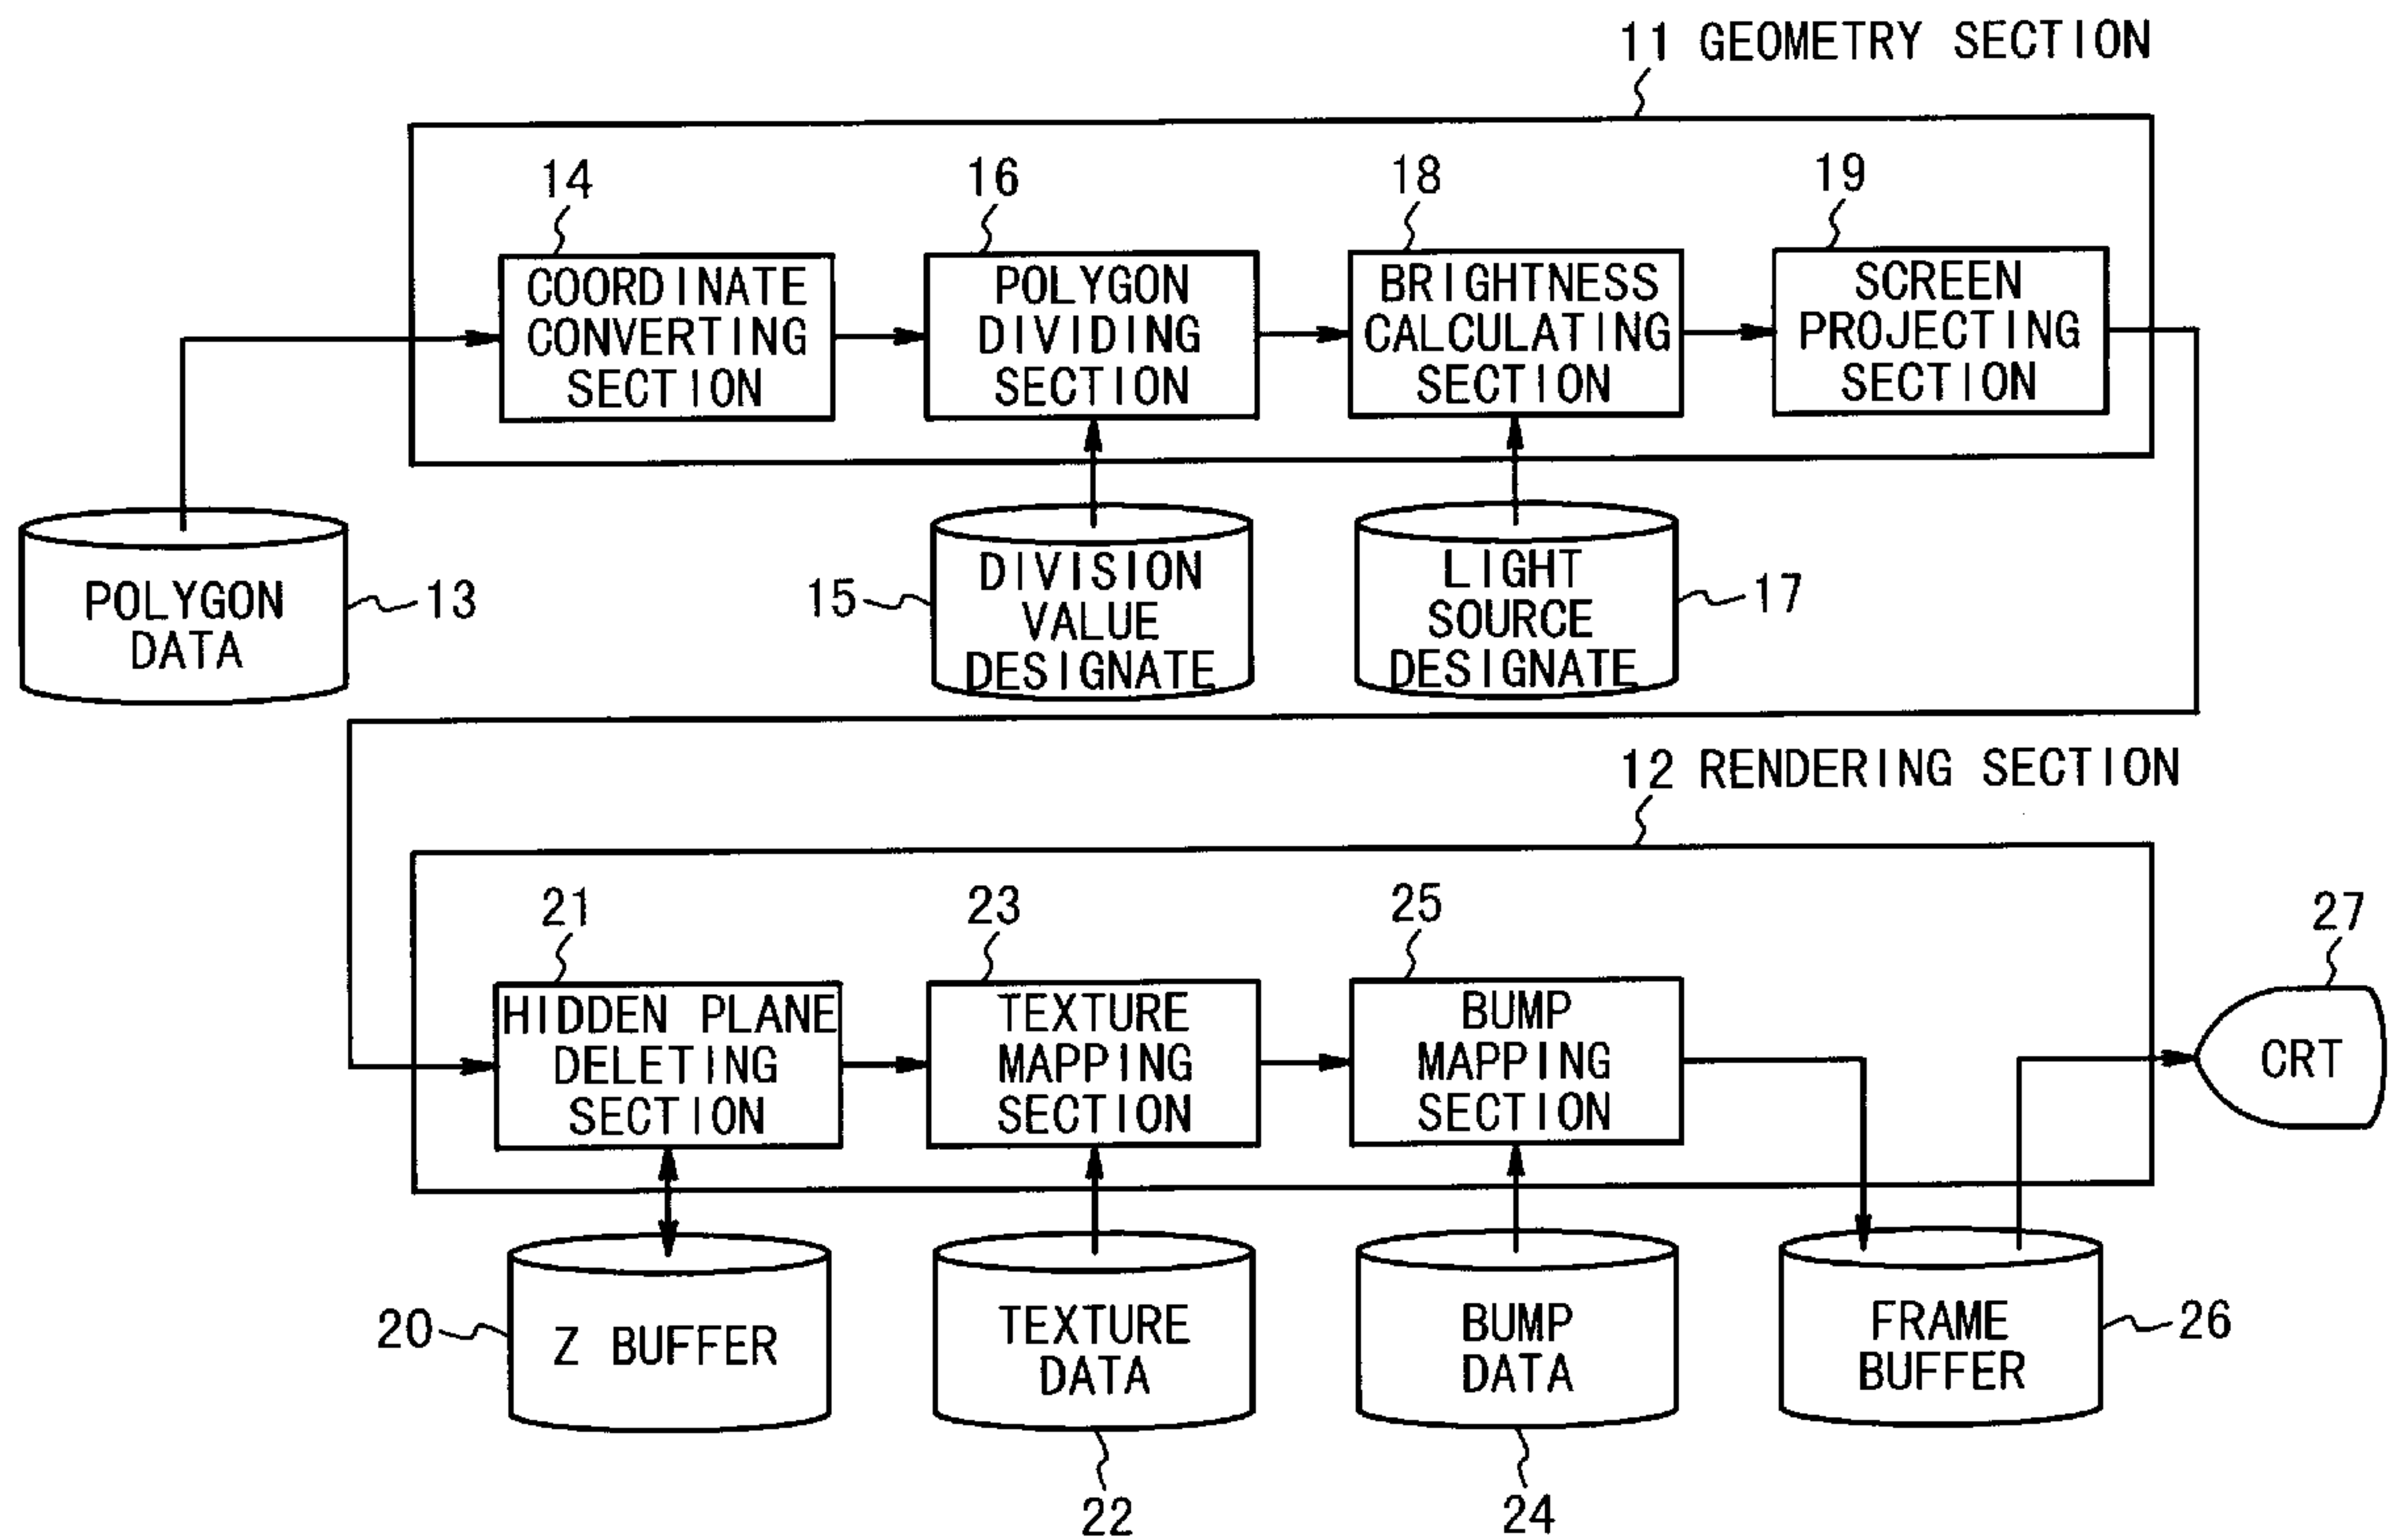 11 GEOMETRY SECTION
14
16
18
19
COORDINATE
CONVERTING
SECTION
POLYGON
DIVIDING
SECTION
BRIGHTNESS
CALCULATING
SECTION
SCREEN
PROJECTING
SECTION
POLYGON
DATA
13
15
DIVISION
VALUE
DESIGNATE
LIGHT
SOURCE
DESIGNATE
17
12 RENDERING SECTION
21
23
25
27
HIDDEN PLANE
DELETING
SECTION
TEXTURE
MAPPING
SECTION
BUMP
MAPPING
SECTION
CRT
20
Z BUFFER
TEXTURE
DATA
BUMP
DATA
FRAME
BUFFER
26
22
24